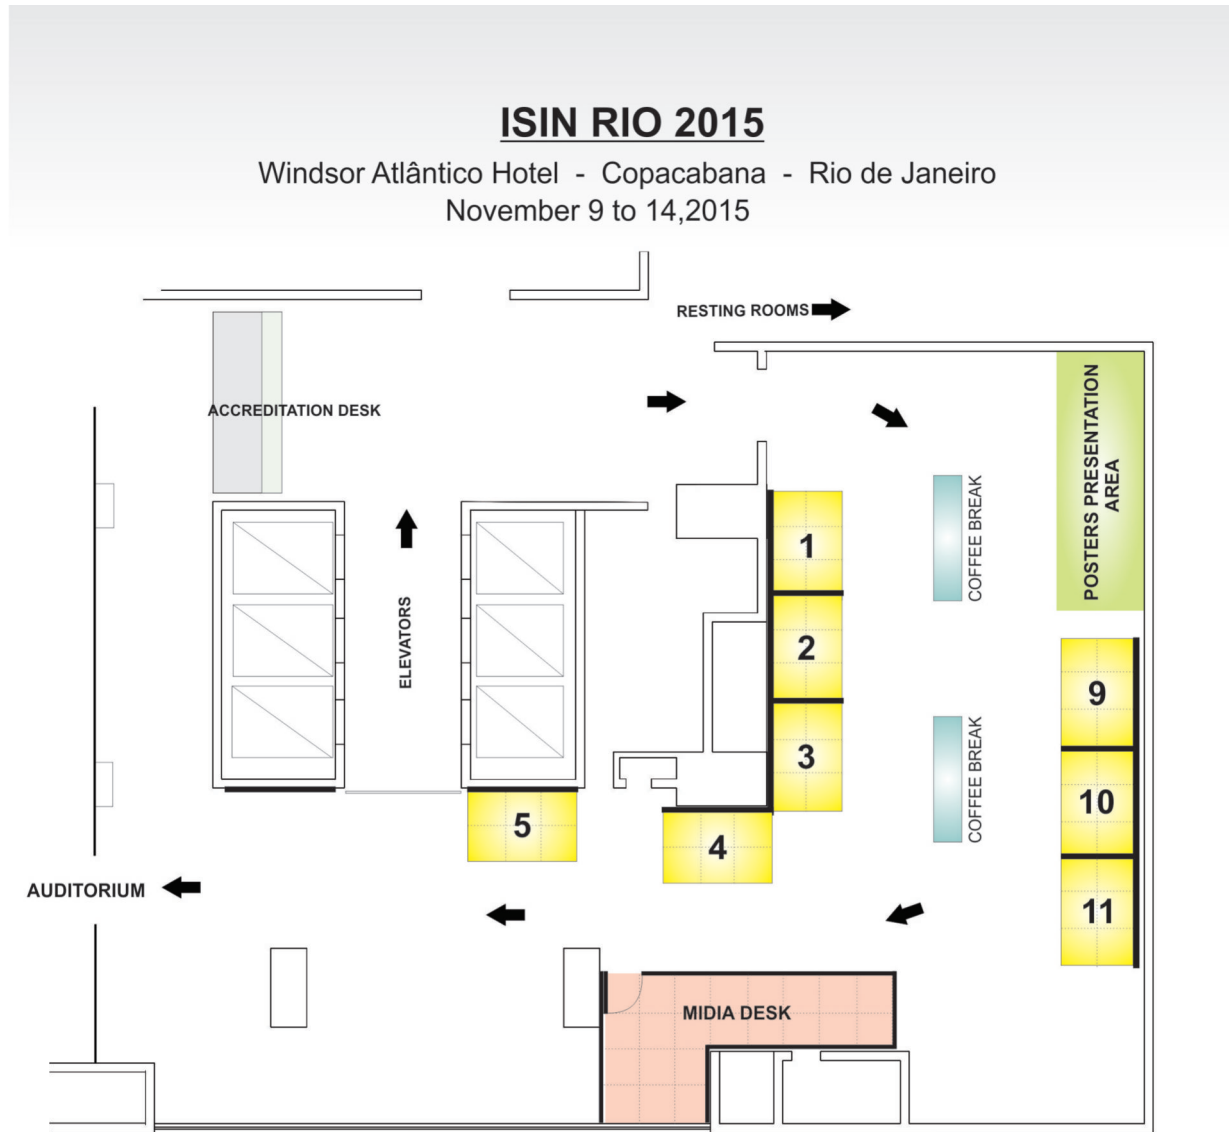 ISIN RIO 2015
Windsor Atlântico Hotel - Copacabana - Rio de Janeiro
November 9 to 14,2015
RESTING ROOMS
ACCREDITATION DESK
POSTERS PRESENTATION
AREA
COFFEE BREAK
1
ELEVATORS
2
9
3
COFFEE BREAK
10
5
4
AUDITORIUM
11
MIDIA DESK